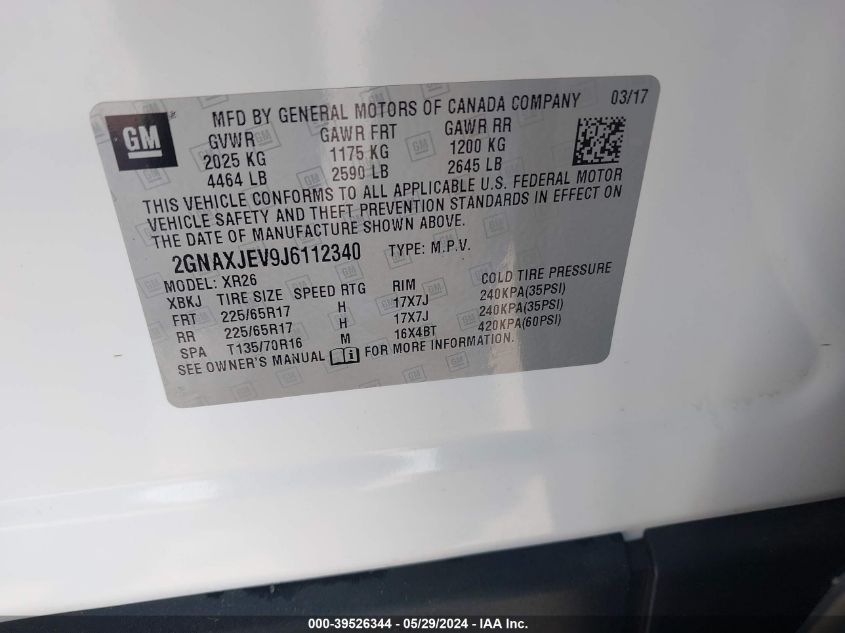 MFD BY GENERAL MOTORS OF CANADA COMPANY 03/17
GM
GVWR GAWR FRT GAWR RR
2025 KG 1175 KG 1200 KG
4464 LB 2590 LB 2645 LB
THIS VEHICLE CONFORMS TO ALL APPLICABLE U.S. FEDERAL MOTOR
VEHICLE SAFETY AND THEFT PREVENTION STANDARDS IN EFFECT ON
THE DATE OF MANUFACTURE SHOWN ABOVE.
2GNAXJEV9J6112340 TYPE: M.P.V.
MODEL: XR26
XBKJ TIRE SIZE SPEED RTG RIM COLD TIRE PRESSURE
FRT 225/65R17 H 17X7J 240KPA(35PSI)
RR 225/65R17 H 17X7J 240KPA(35PSI)
SPA T135/70R16 M 16X4BT 420KPA(60PSI)
SEE OWNER'S MANUAL i FOR MORE INFORMATION.
000-39526344 / 05/29/2024 - IAA Inc.